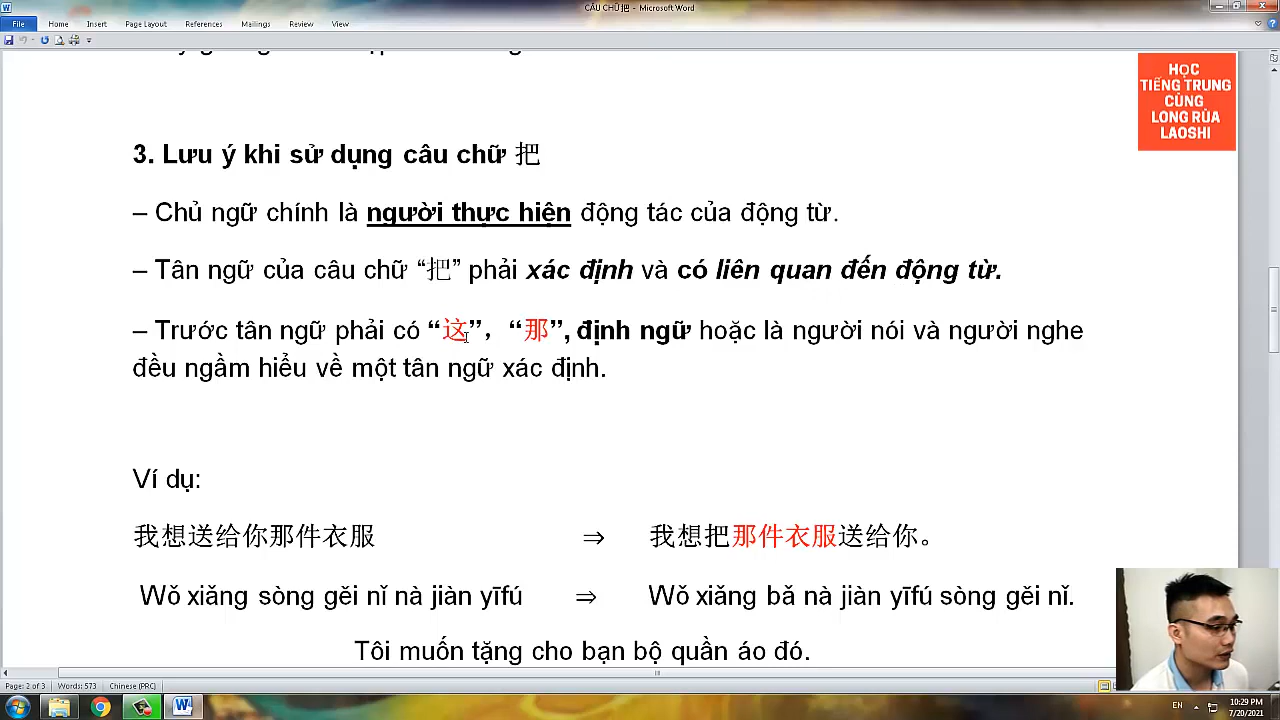 CÂU CHỮ 把 - Microsoft Word
File Home Insert Page Layout References Mailings Review View
HỌC
TIẾNG TRUNG
CÙNG
LONG RÙA
LAOSHI
3. Lưu ý khi sử dụng câu chữ 把
– Chủ ngữ chính là người thực hiện động tác của động từ.
– Tân ngữ của câu chữ “把” phải xác định và có liên quan đến động từ.
– Trước tân ngữ phải có “这”，“那”, định ngữ hoặc là người nói và người nghe
đều ngầm hiểu về một tân ngữ xác định.
Ví dụ:
我想送给你那件衣服 ⇒ 我想把那件衣服送给你。
Wǒ xiǎng sòng gěi nǐ nà jiàn yīfú ⇒ Wǒ xiǎng bǎ nà jiàn yīfú sòng gěi nǐ.
Tôi muốn tặng cho bạn bộ quần áo đó.
Page: 2 of 3 Words: 573 Chinese (PRC)
EN
10:29 PM
7/20/2021